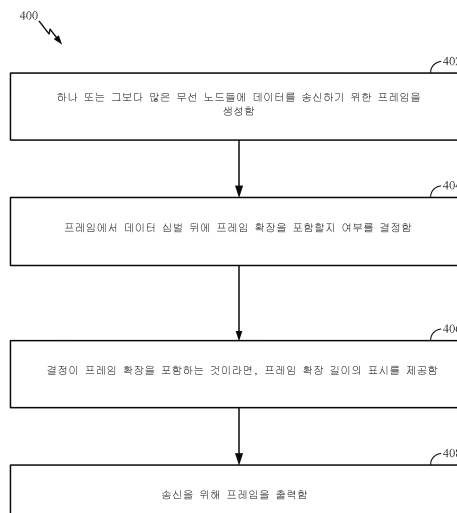 400
402
하나 또는 그보다 많은 무선 노드들에 데이터를 송신하기 위한 프레임을
생성함
404
프레임에서 데이터 심벌 뒤에 프레임 확장을 포함할지 여부를 결정함
406
결정이 프레임 확장을 포함하는 것이라면, 프레임 확장 길이의 표시를 제공함
408
송신을 위해 프레임을 출력함